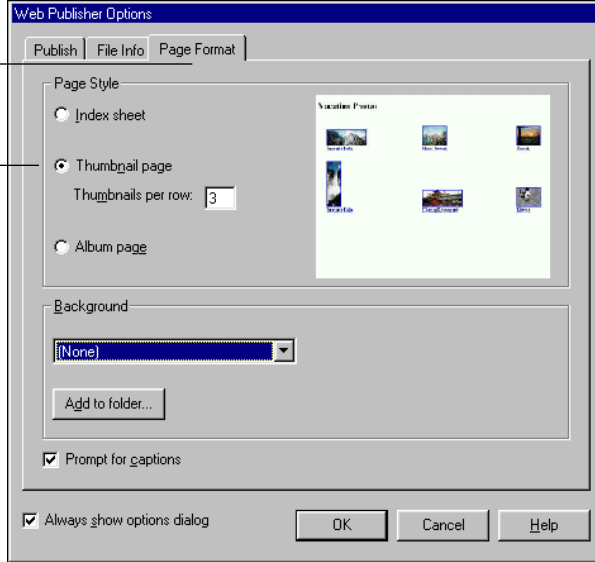 Web Publisher Options
Publish File Info Page Format
Page Style
Index sheet
Thumbnail page
Thumbnails per row: 3
Album page
Vacation Photos
Background
(None)
Add to folder...
Prompt for captions
Always show options dialog
OK Cancel Help